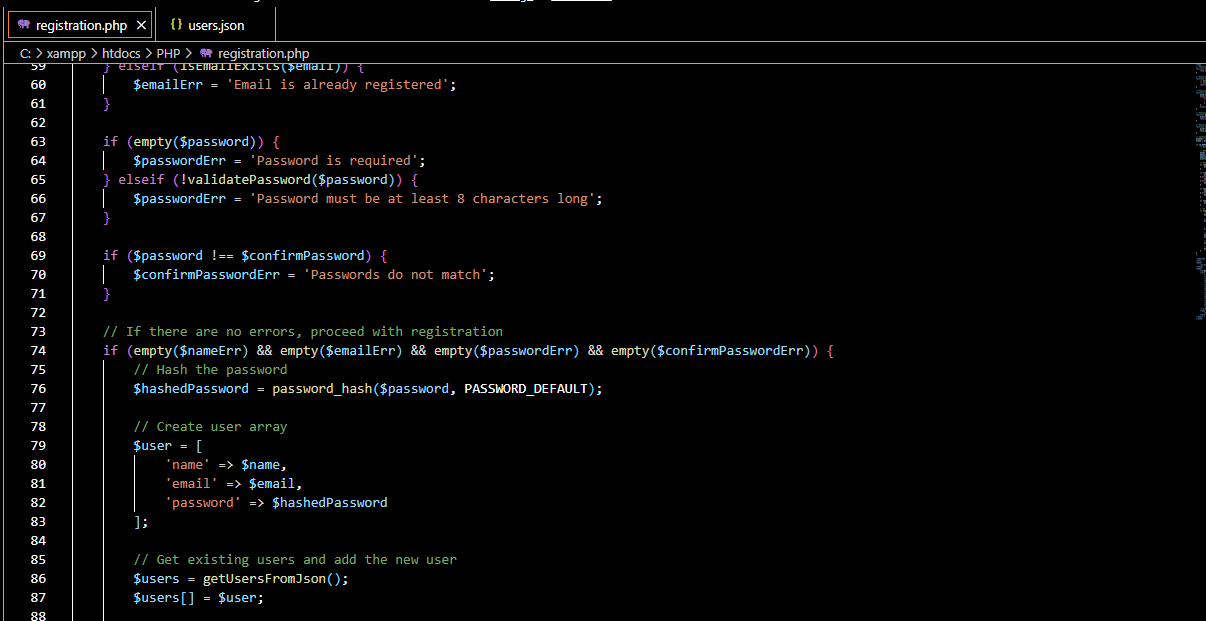 registration.php ×
{} users.json
C: > xampp > htdocs > PHP > registration.php
59 } elseif (isEmailExists($email)) {
60 $emailErr = 'Email is already registered';
61 }
62
63 if (empty($password)) {
64 $passwordErr = 'Password is required';
65 } elseif (!validatePassword($password)) {
66 $passwordErr = 'Password must be at least 8 characters long';
67 }
68
69 if ($password !== $confirmPassword) {
70 $confirmPasswordErr = 'Passwords do not match';
71 }
72
73 // If there are no errors, proceed with registration
74 if (empty($nameErr) && empty($emailErr) && empty($passwordErr) && empty($confirmPasswordErr)) {
75 // Hash the password
76 $hashedPassword = password_hash($password, PASSWORD_DEFAULT);
77
78 // Create user array
79 $user = [
80 'name' => $name,
81 'email' => $email,
82 'password' => $hashedPassword
83 ];
84
85 // Get existing users and add the new user
86 $users = getUsersFromJson();
87 $users[] = $user;
88